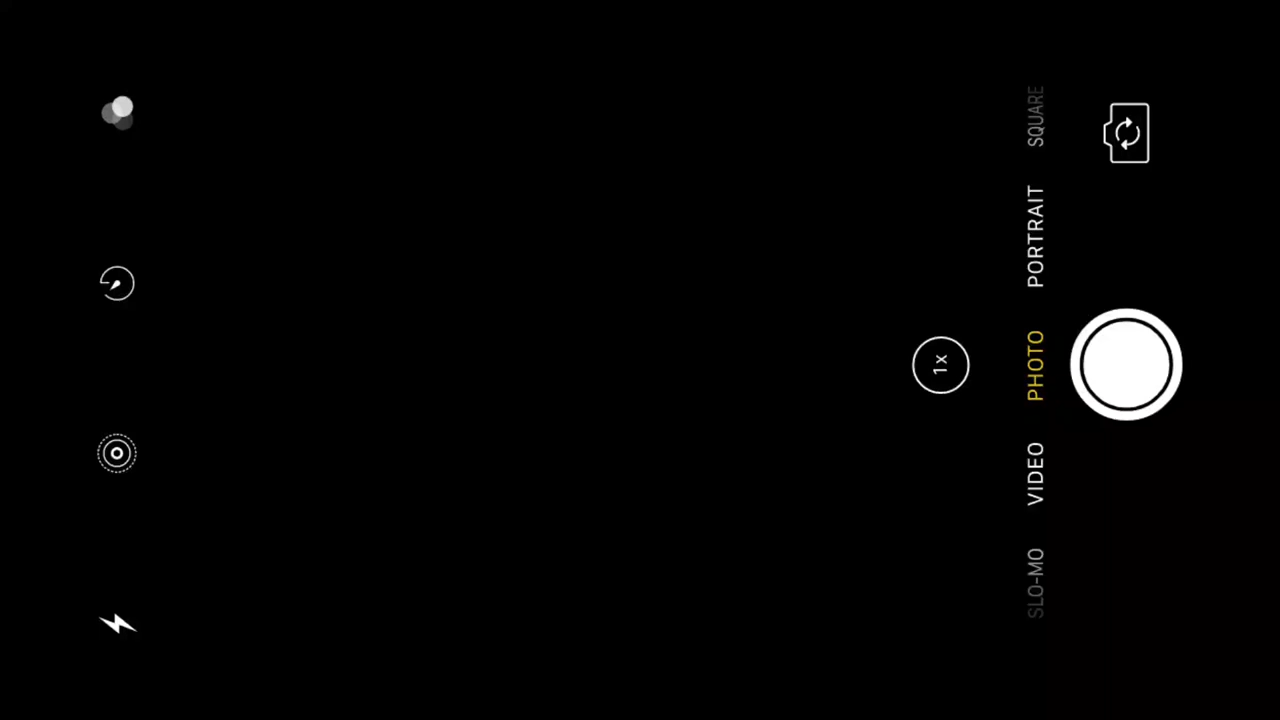 1x
SLO-MO
VIDEO
PHOTO
PORTRAIT
SQUARE